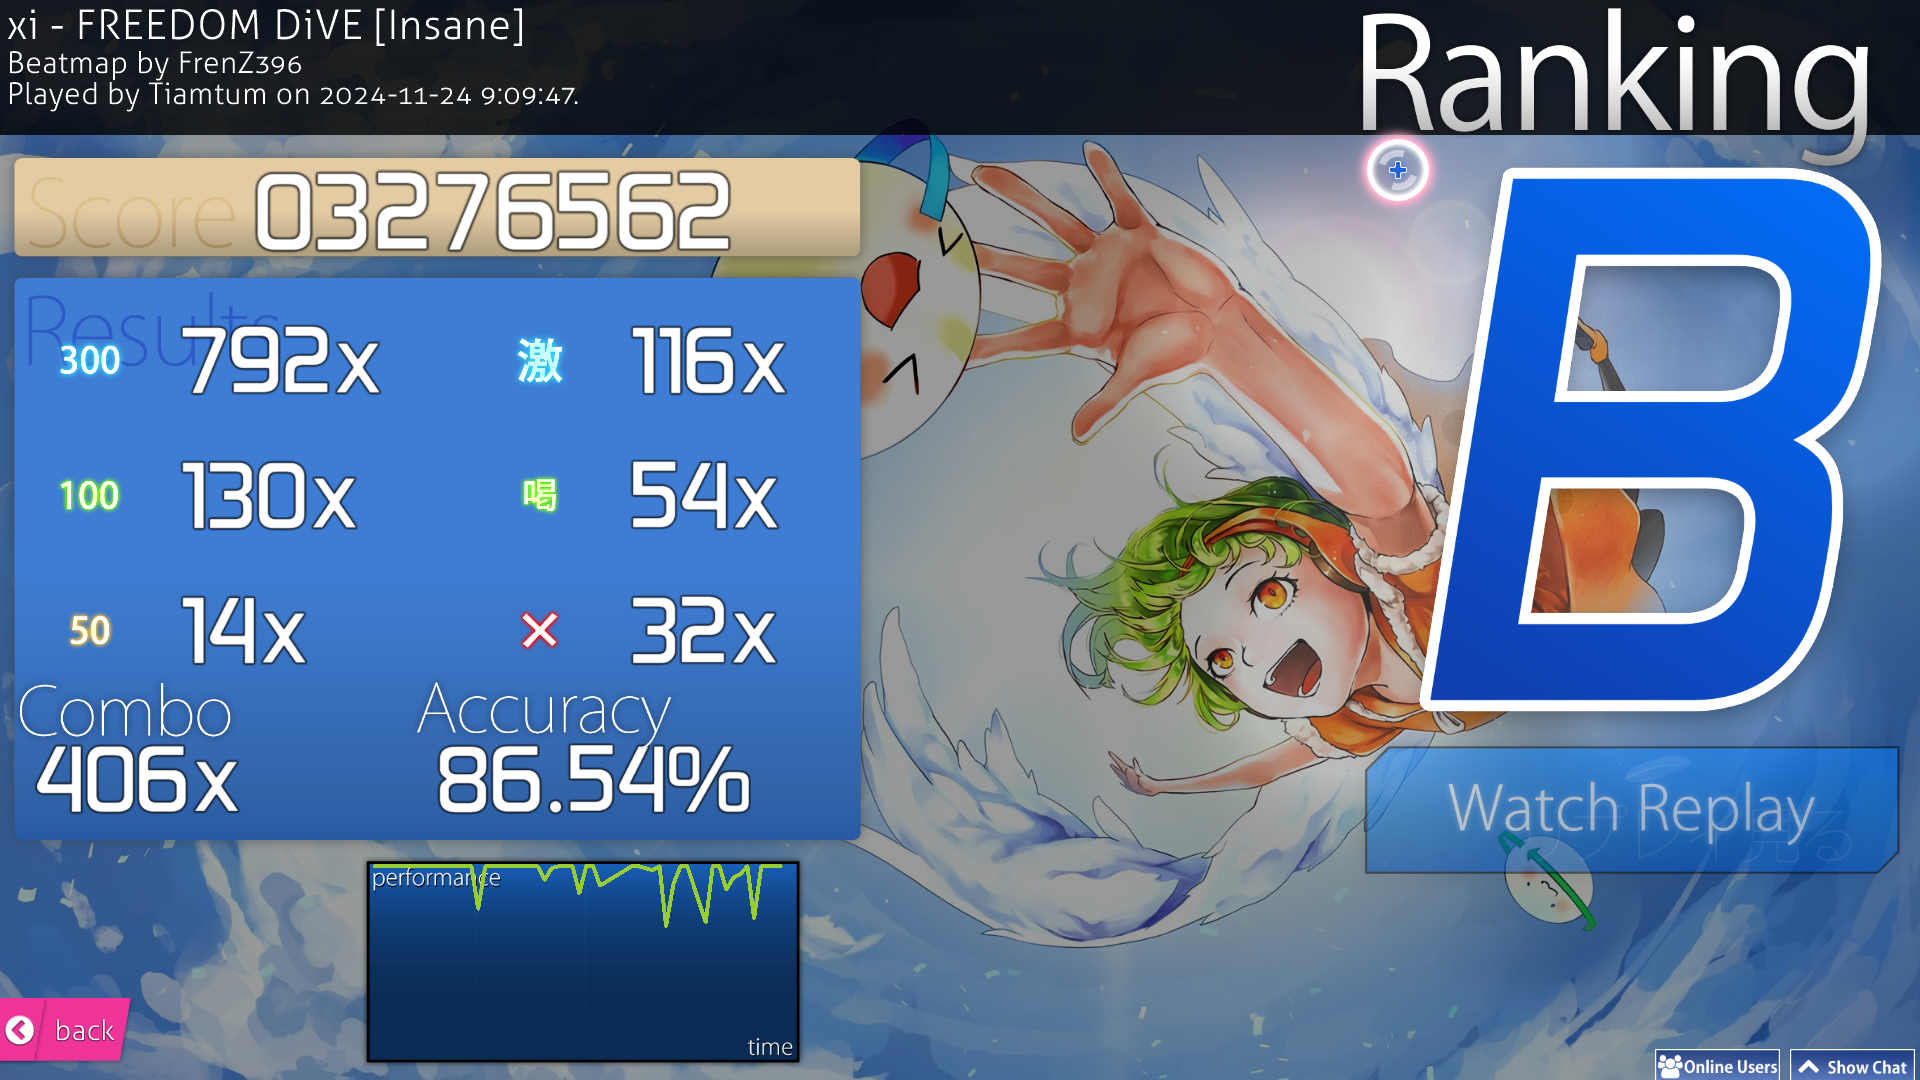 xi - FREEDOM DiVE [Insane]
Beatmap by FrenZ396
Played by Tiamtum on 2024-11-24 9:09:47.
Ranking
Score 03276562
Results
300 792x 激 116x
100 130x 喝 54x
50 14x 32x
Combo Accuracy
406x 86.54%
B
Watch Replay
performance
time
back
Online Users
Show Chat